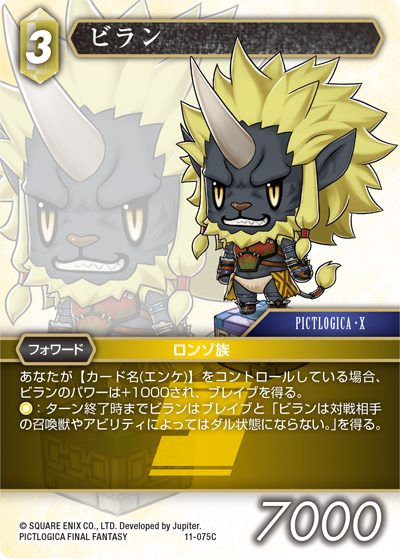 3
ビラン
PICTLOGICA・X
フォワード
ロンゾ族
あなたが【カード名(エンケ)】をコントロールしている場合、
ビランのパワーは+1000され、ブレイブを得る。
：ターン終了時までビランはブレイブと「ビランは対戦相手
の召喚獣やアビリティによってはダル状態にならない。」を得る。
© SQUARE ENIX CO., LTD. Developed by Jupiter.
PICTLOGICA FINAL FANTASY
11-075C
7000